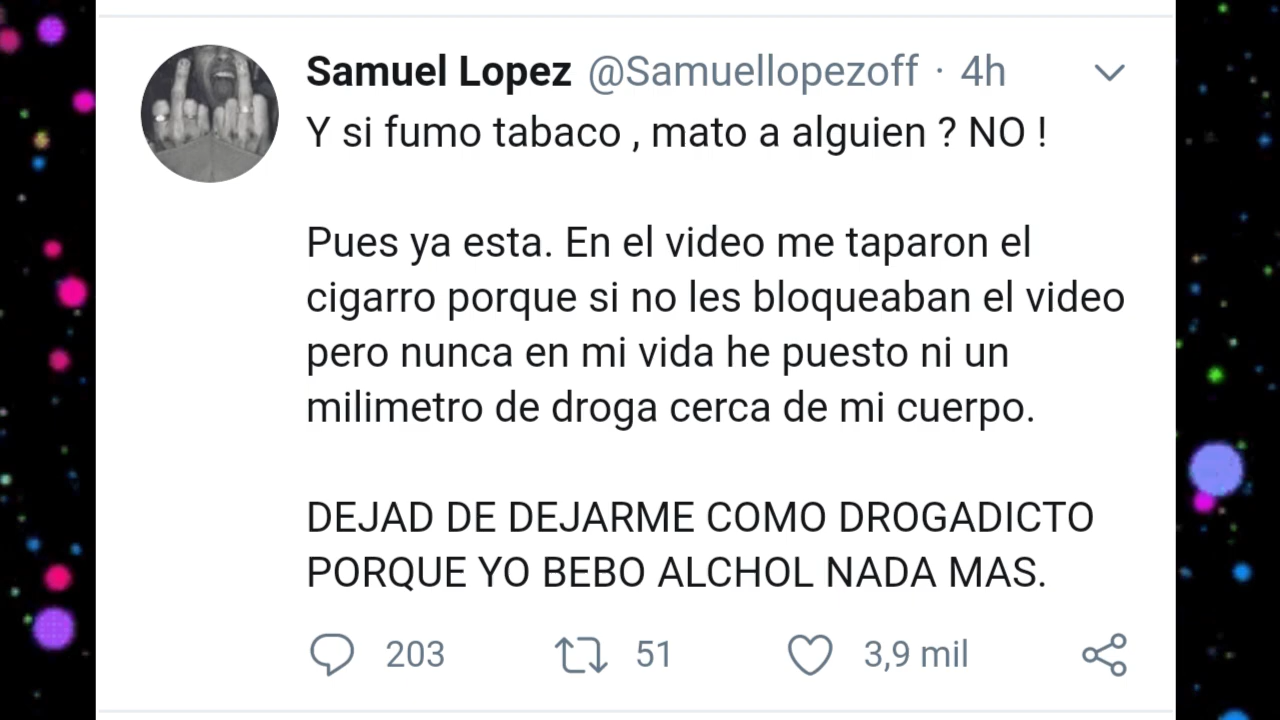 Samuel Lopez @Samuellopezoff · 4h
Y si fumo tabaco , mato a alguien ? NO !
Pues ya esta. En el video me taparon el
cigarro porque si no les bloqueaban el video
pero nunca en mi vida he puesto ni un
milimetro de droga cerca de mi cuerpo.
DEJAD DE DEJARME COMO DROGADICTO
PORQUE YO BEBO ALCHOL NADA MAS.
203 51 3,9 mil